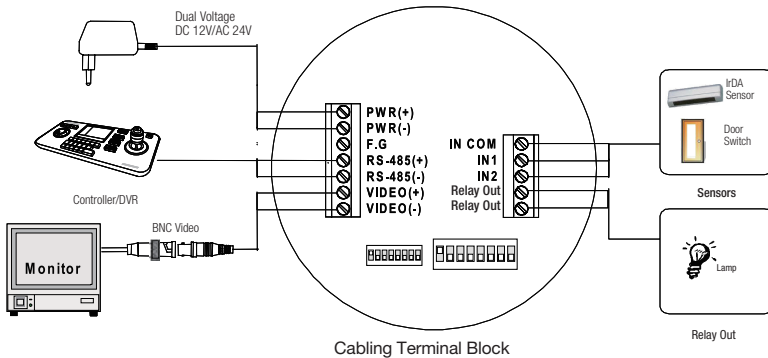 Dual Voltage
DC 12V/AC 24V
Controller/DVR
BNC Video
Monitor
PWR(+)
PWR(-)
F.G
RS-485(+)
RS-485(-)
VIDEO(+)
VIDEO(-)
IN COM
IN1
IN2
Relay Out
Relay Out
IrDA
Sensor
Door
Switch
Sensors
Lamp
Relay Out
Cabling Terminal Block